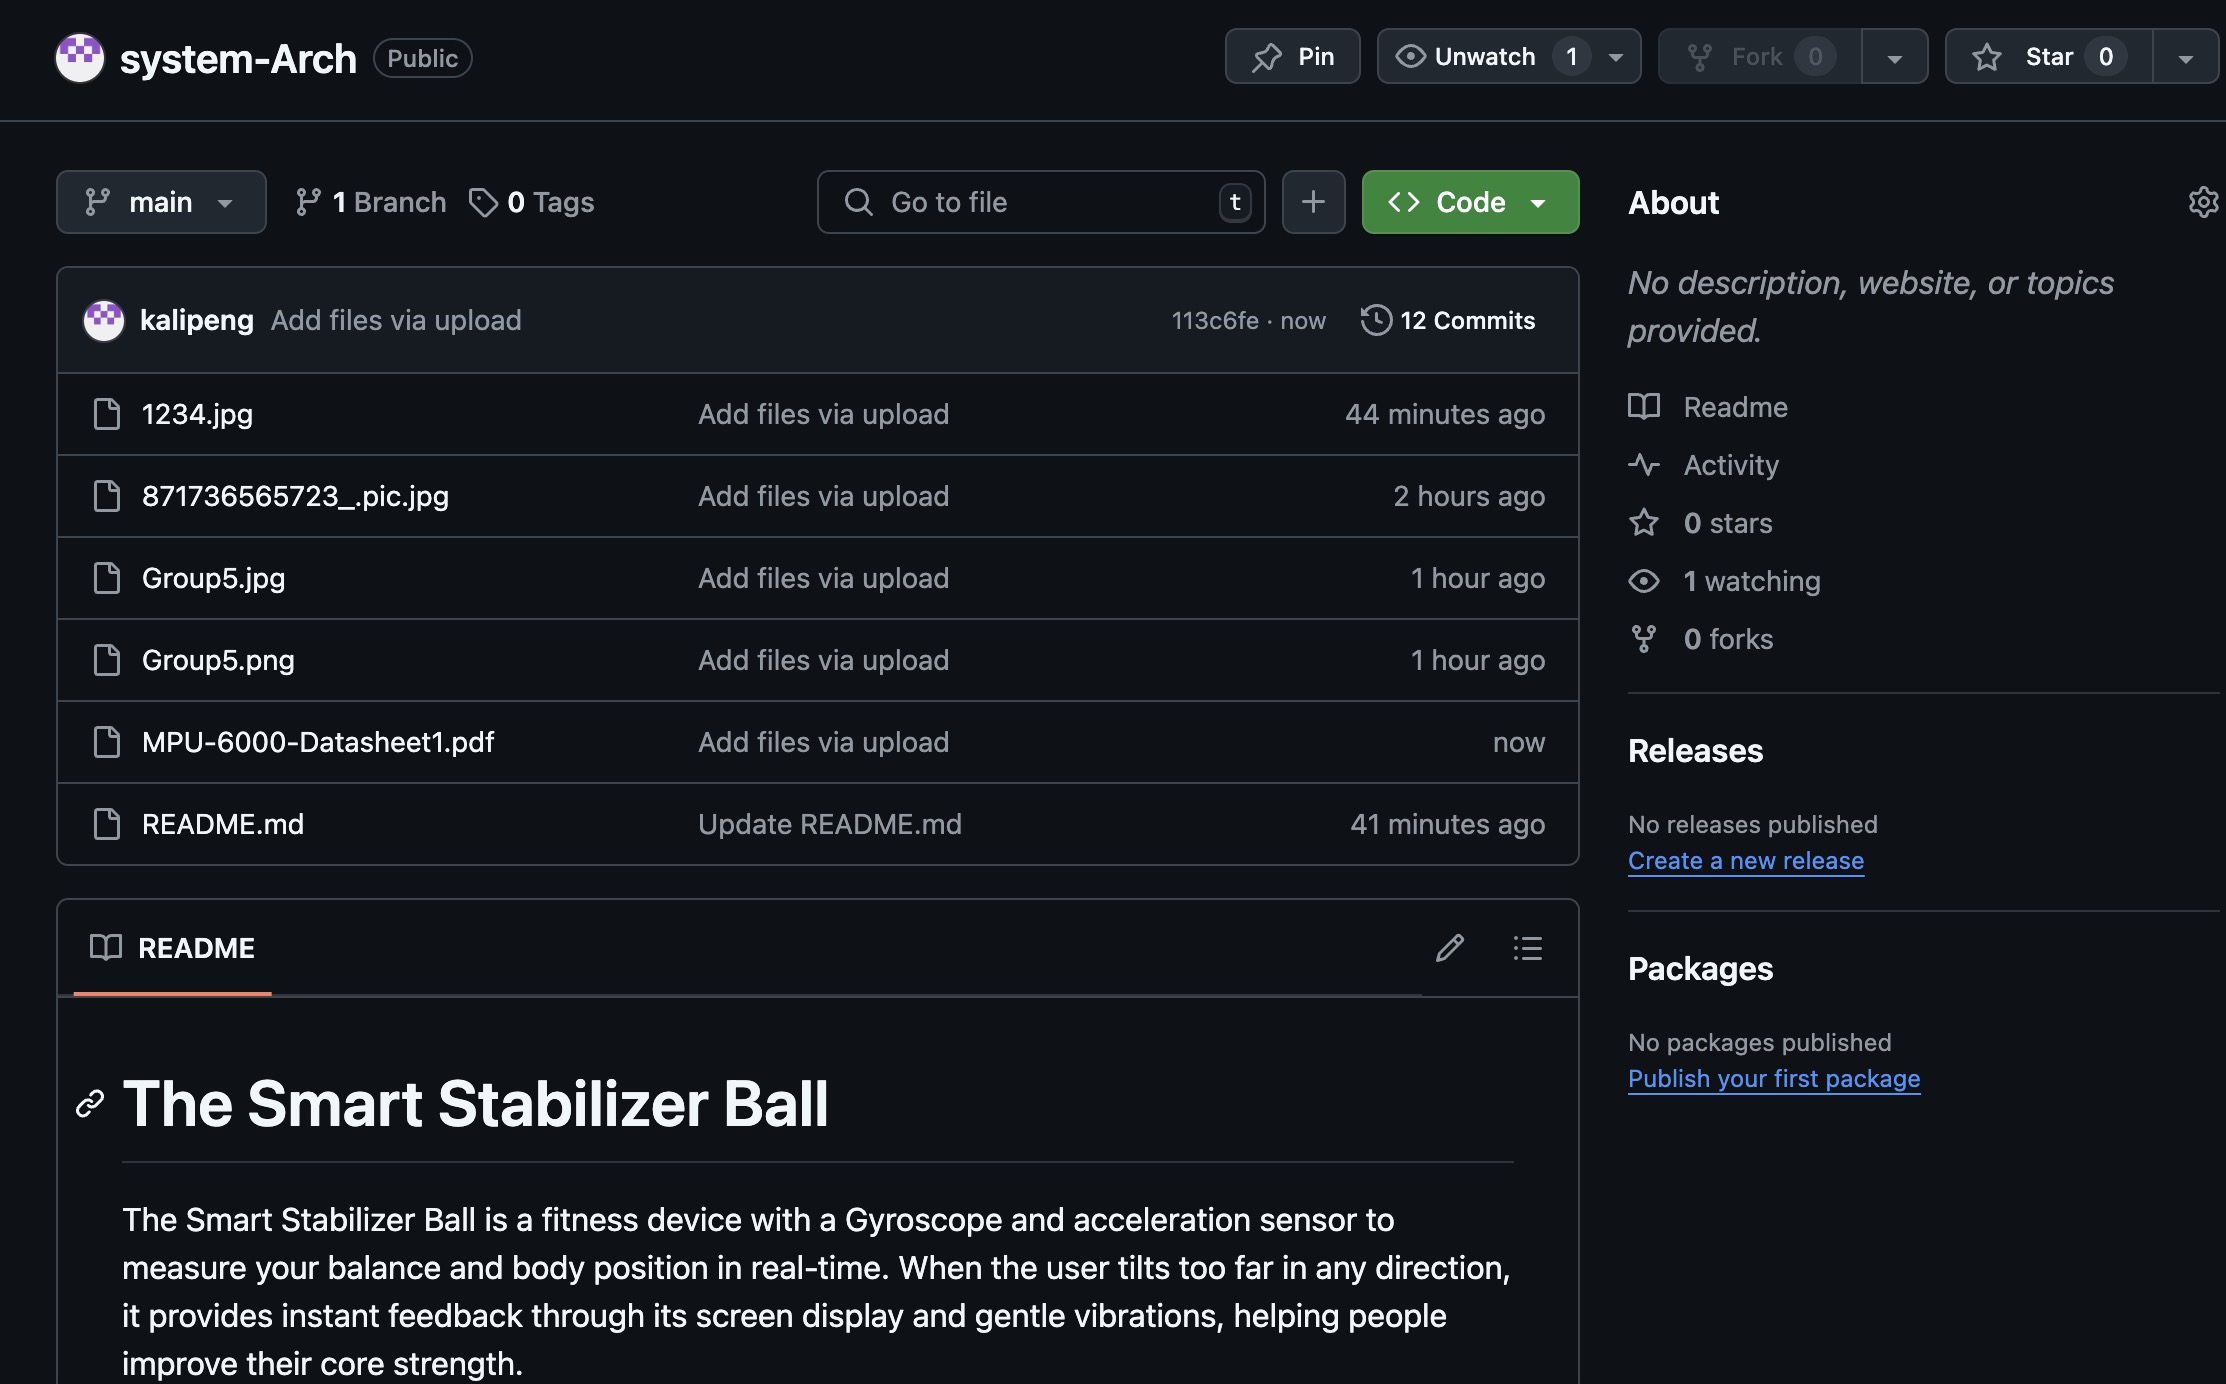 system-Arch Public Pin Unwatch 1 Fork 0 Star 0
main 1 Branch 0 Tags Go to file t Code
kalipeng Add files via upload 113c6fe · now 12 Commits
1234.jpg Add files via upload 44 minutes ago
871736565723_.pic.jpg Add files via upload 2 hours ago
Group5.jpg Add files via upload 1 hour ago
Group5.png Add files via upload 1 hour ago
MPU-6000-Datasheet1.pdf Add files via upload now
README.md Update README.md 41 minutes ago
README
The Smart Stabilizer Ball
The Smart Stabilizer Ball is a fitness device with a Gyroscope and acceleration sensor to
measure your balance and body position in real-time. When the user tilts too far in any direction,
it provides instant feedback through its screen display and gentle vibrations, helping people
improve their core strength.
About
No description, website, or topics
provided.
Readme
Activity
0 stars
1 watching
0 forks
Releases
No releases published
Create a new release
Packages
No packages published
Publish your first package